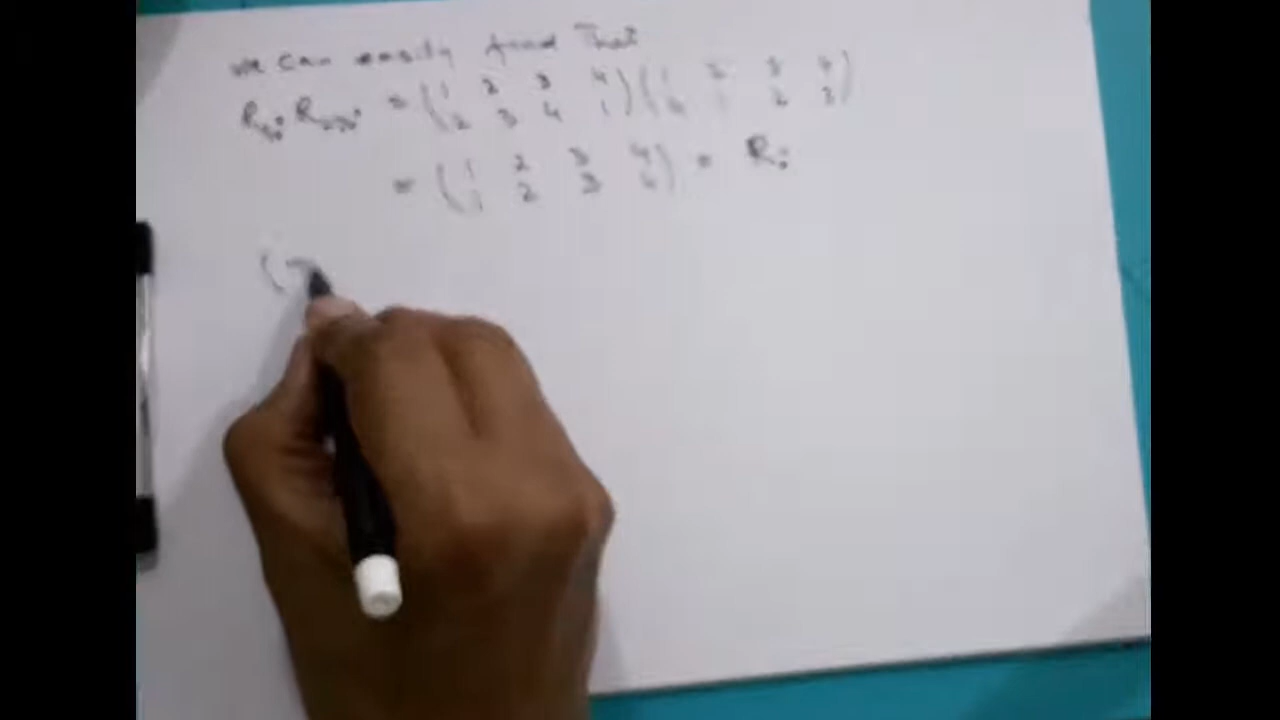 we can easily find That
R₉₀° R₂₇₀° = (1 2 3 4 / 2 3 4 1) (1 2 3 4 / 4 1 2 3)
= (1 2 3 4 / 1 2 3 4) = R₀
(